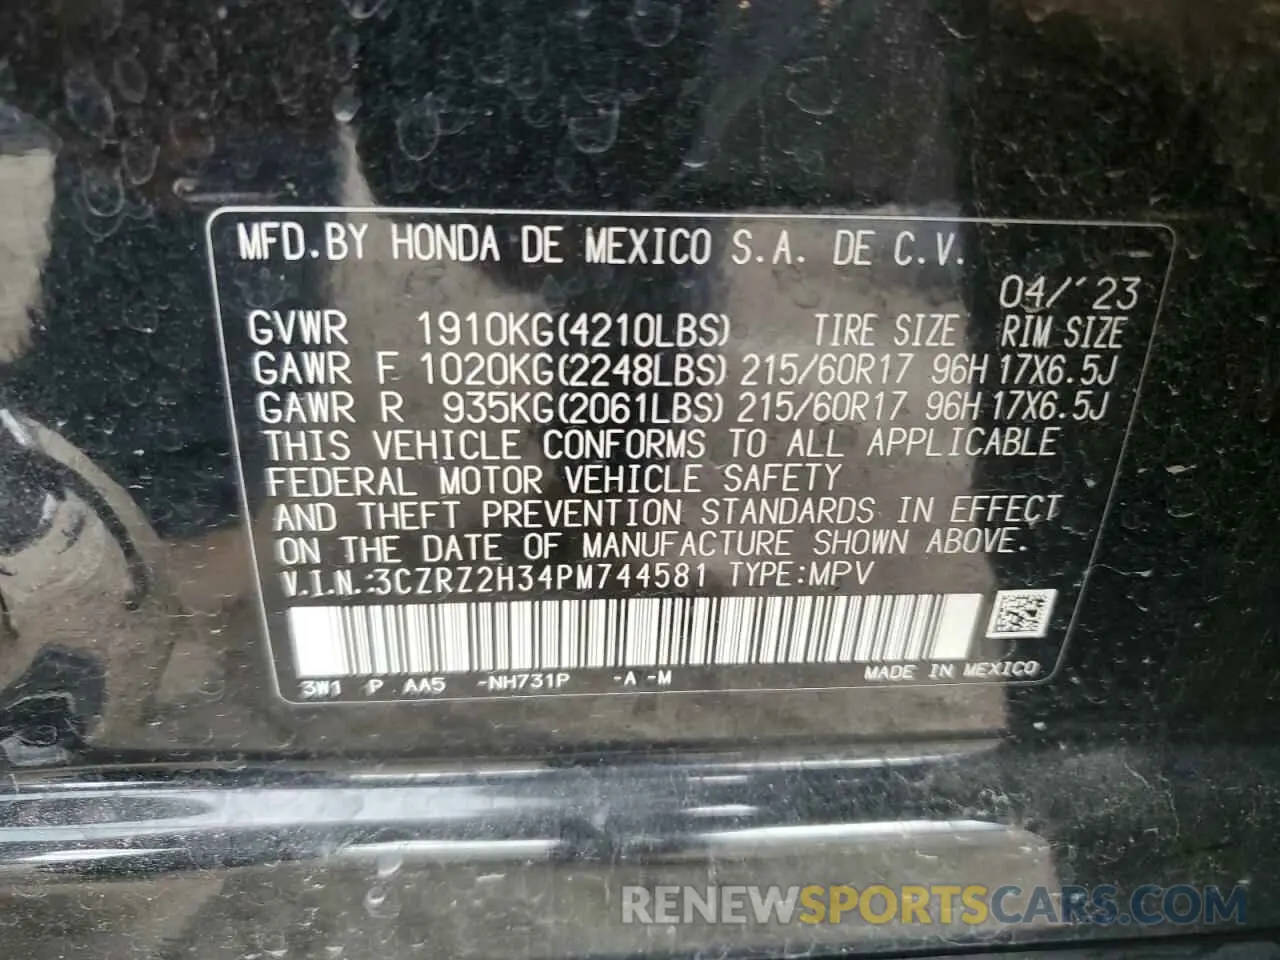 MFD.BY HONDA DE MEXICO S.A. DE C.V.
04/'23
GVWR 1910KG(4210LBS) TIRE SIZE RIM SIZE
GAWR F 1020KG(2248LBS) 215/60R17 96H 17X6.5J
GAWR R 935KG(2061LBS) 215/60R17 96H 17X6.5J
THIS VEHICLE CONFORMS TO ALL APPLICABLE
FEDERAL MOTOR VEHICLE SAFETY
AND THEFT PREVENTION STANDARDS IN EFFECT
ON THE DATE OF MANUFACTURE SHOWN ABOVE.
V.I.N.:3CZRZ2H34PM744581 TYPE:MPV
3W1 P AA5 -NH731P -A -M MADE IN MEXICO
RENEWSPORTSCARS.COM